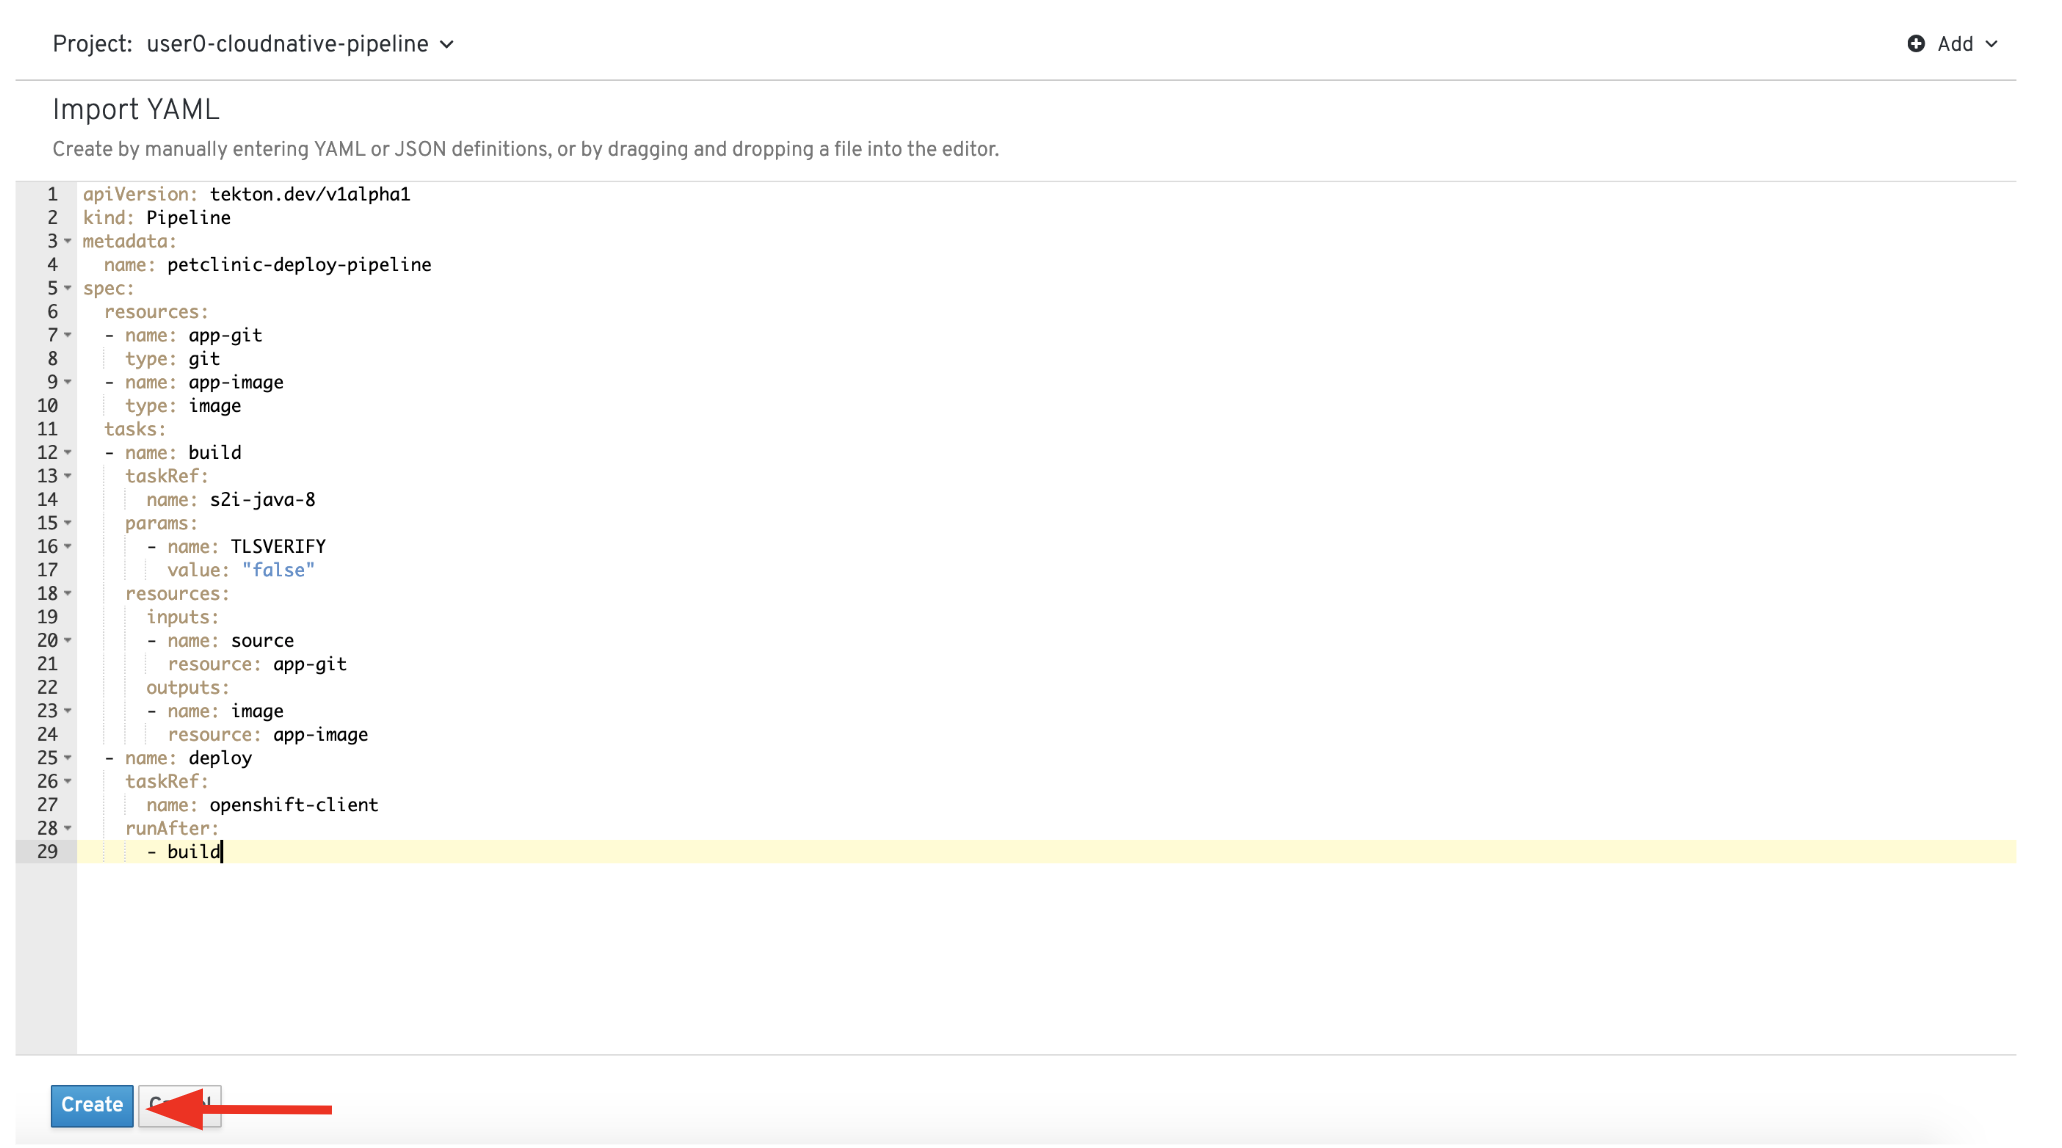 Project: user0-cloudnative-pipeline Add
Import YAML
Create by manually entering YAML or JSON definitions, or by dragging and dropping a file into the editor.
1 apiVersion: tekton.dev/v1alpha1
2 kind: Pipeline
3 metadata:
4   name: petclinic-deploy-pipeline
5 spec:
6   resources:
7   - name: app-git
8     type: git
9   - name: app-image
10     type: image
11   tasks:
12   - name: build
13     taskRef:
14       name: s2i-java-8
15     params:
16       - name: TLSVERIFY
17         value: "false"
18     resources:
19       inputs:
20       - name: source
21         resource: app-git
22       outputs:
23       - name: image
24         resource: app-image
25   - name: deploy
26     taskRef:
27       name: openshift-client
28     runAfter:
29       - build
Create